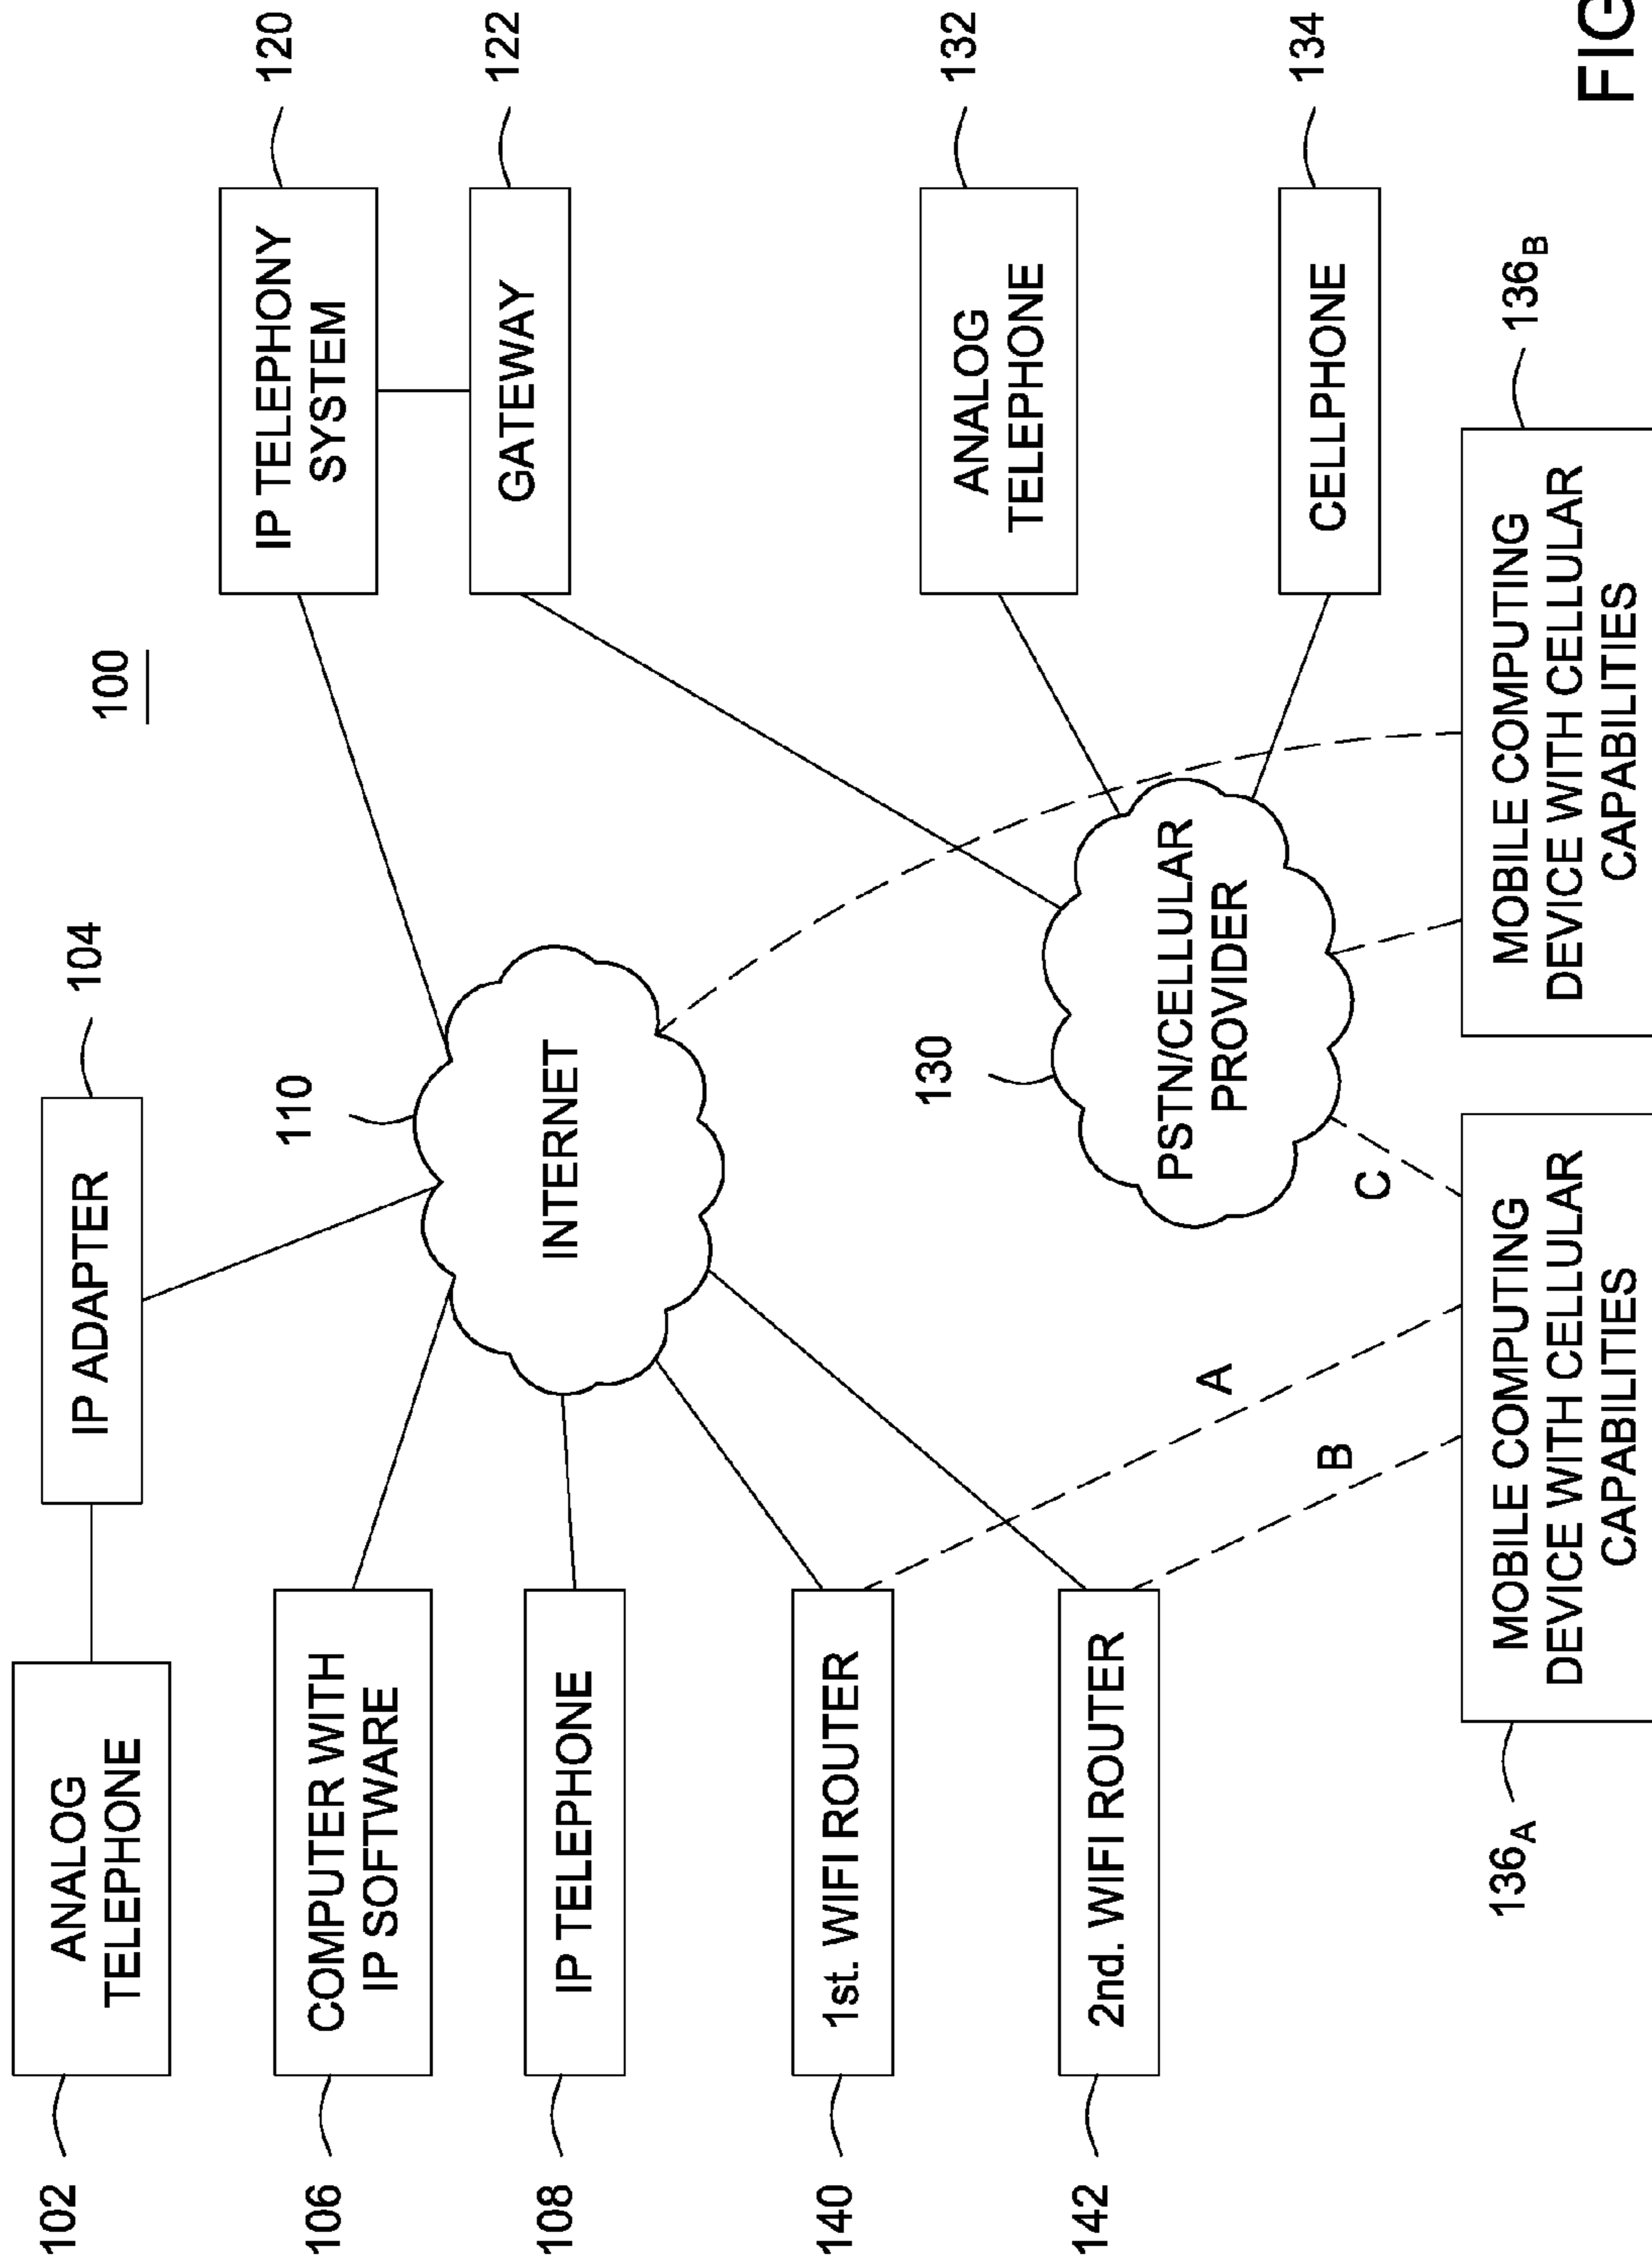 100
102
ANALOG
TELEPHONE
IP ADAPTER
104
106
COMPUTER WITH
IP SOFTWARE
110
INTERNET
IP TELEPHONY
SYSTEM
120
108
IP TELEPHONE
GATEWAY
122
140
1st. WIFI ROUTER
130
PSTN/CELLULAR
PROVIDER
ANALOG
TELEPHONE
132
142
2nd. WIFI ROUTER
A
B
C
CELLPHONE
134
136A
MOBILE COMPUTING
DEVICE WITH CELLULAR
CAPABILITIES
MOBILE COMPUTING
DEVICE WITH CELLULAR
CAPABILITIES
136B
FIG